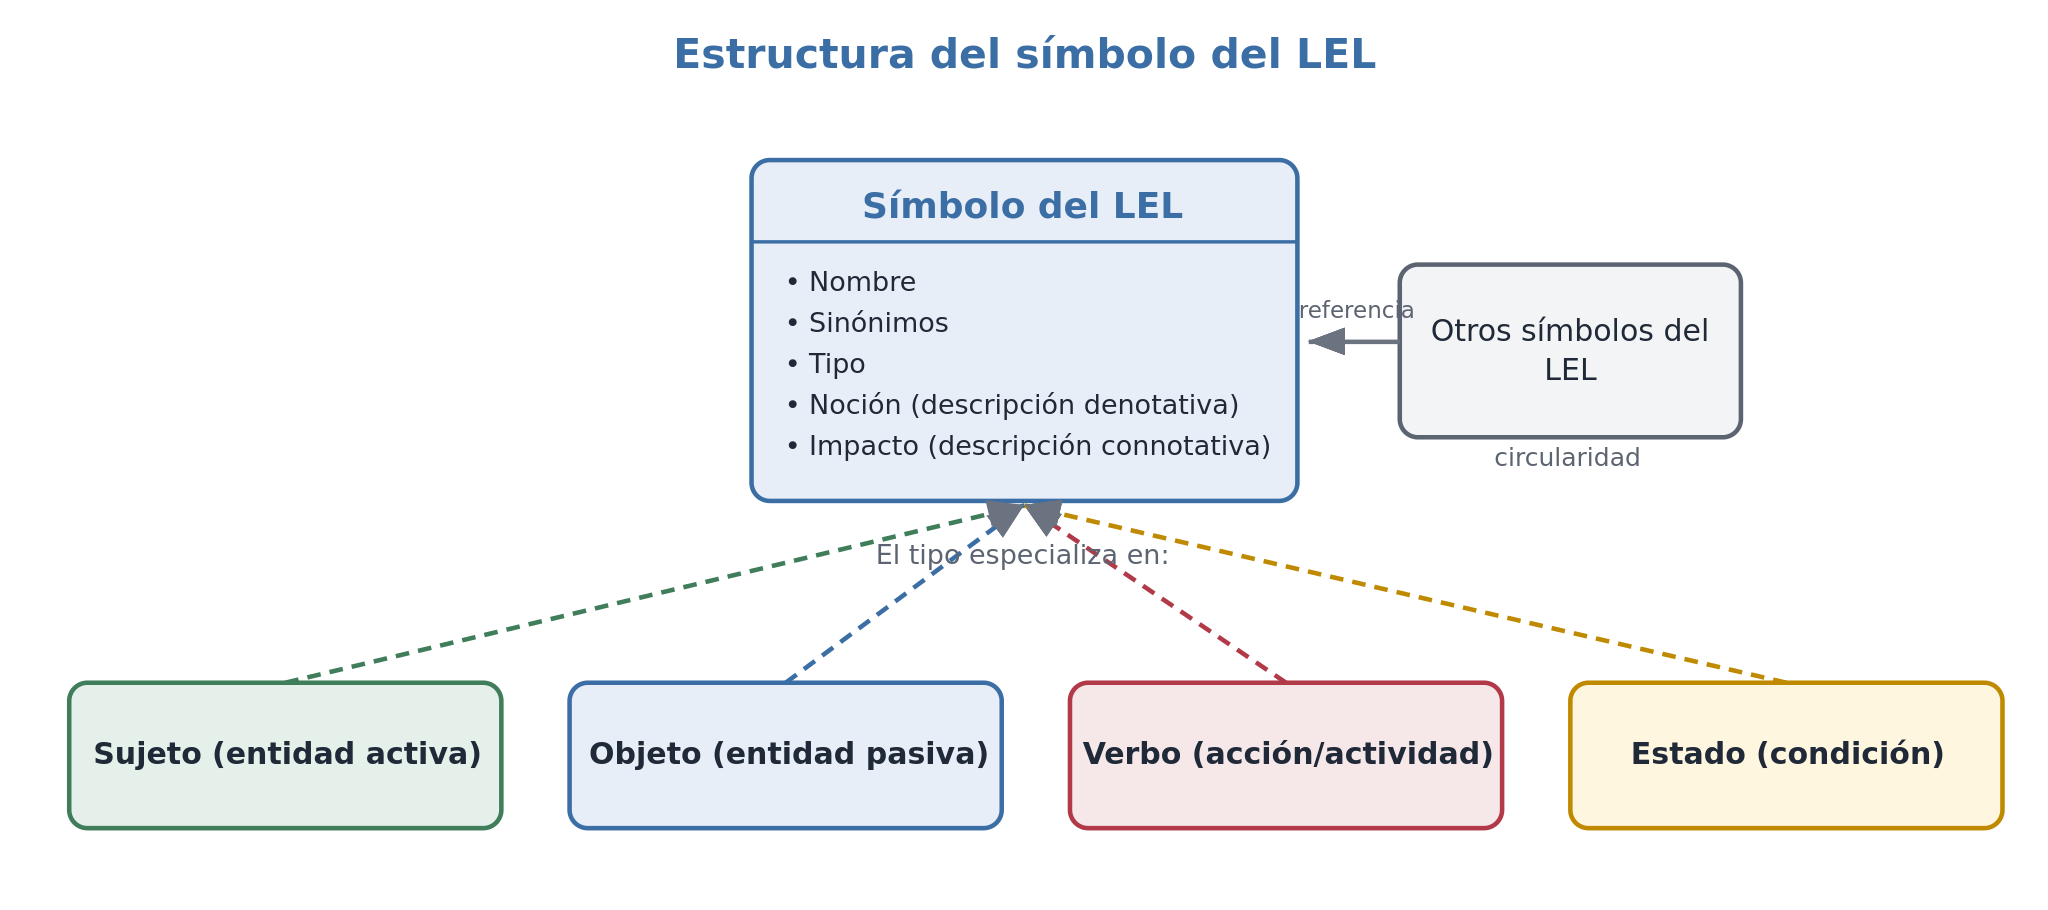 Estructura del símbolo del LEL
Símbolo del LEL
• Nombre
• Sinónimos
• Tipo
• Noción (descripción denotativa)
• Impacto (descripción connotativa)
referencia
Otros símbolos del
LEL
circularidad
El tipo especializa en:
Sujeto (entidad activa)
Objeto (entidad pasiva)
Verbo (acción/actividad)
Estado (condición)